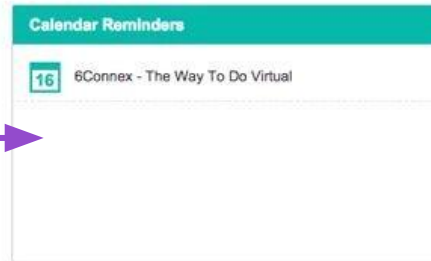 Calendar Reminders
16 6Connex - The Way To Do Virtual